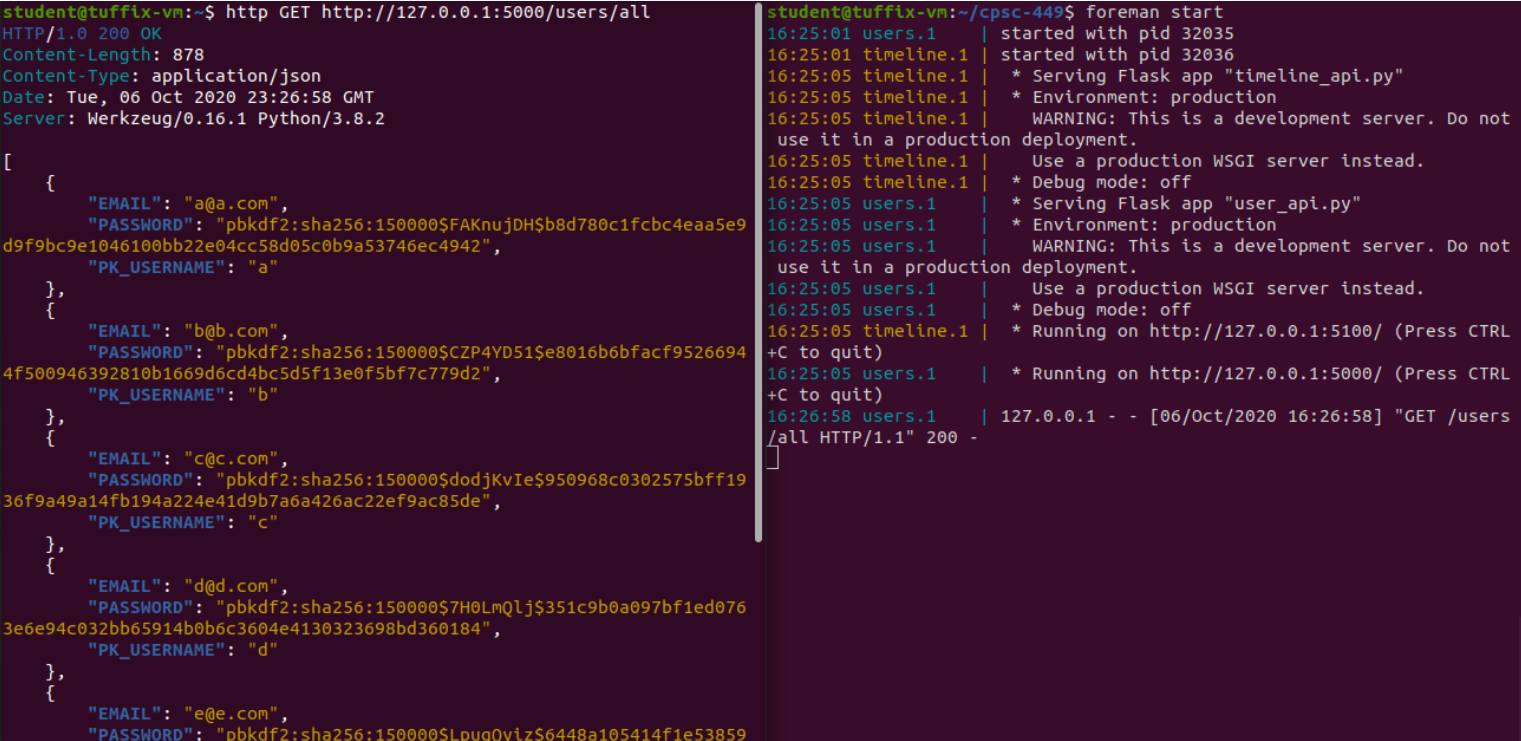 student@tuffix-vm:~$ http GET http://127.0.0.1:5000/users/all
HTTP/1.0 200 OK
Content-Length: 878
Content-Type: application/json
Date: Tue, 06 Oct 2020 23:26:58 GMT
Server: Werkzeug/0.16.1 Python/3.8.2
[
{
"EMAIL": "a@a.com",
"PASSWORD": "pbkdf2:sha256:150000$FAKnujDH$b8d780c1fcbc4eaa5e9
d9f9bc9e1046100bb22e04cc58d05c0b9a53746ec4942",
"PK_USERNAME": "a"
},
{
"EMAIL": "b@b.com",
"PASSWORD": "pbkdf2:sha256:150000$CZP4YD51$e8016b6bfacf9526694
4f500946392810b1669d6cd4bc5d5f13e0f5bf7c779d2",
"PK_USERNAME": "b"
},
{
"EMAIL": "c@c.com",
"PASSWORD": "pbkdf2:sha256:150000$dodjKvIe$950968c0302575bff19
36f9a49a14fb194a224e41d9b7a6a426ac22ef9ac85de",
"PK_USERNAME": "c"
},
{
"EMAIL": "d@d.com",
"PASSWORD": "pbkdf2:sha256:150000$7H0LmQlj$351c9b0a097bf1ed076
3e6e94c032bb65914b0b6c3604e4130323698bd360184",
"PK_USERNAME": "d"
},
{
"EMAIL": "e@e.com",
"PASSWORD": "pbkdf2:sha256:150000$LpuqOviz$6448a105414f1e53859
student@tuffix-vm:~/cpsc-449$ foreman start
16:25:01 users.1    | started with pid 32035
16:25:01 timeline.1 | started with pid 32036
16:25:05 timeline.1 |  * Serving Flask app "timeline_api.py"
16:25:05 timeline.1 |  * Environment: production
16:25:05 timeline.1 |    WARNING: This is a development server. Do not
use it in a production deployment.
16:25:05 timeline.1 |    Use a production WSGI server instead.
16:25:05 timeline.1 |  * Debug mode: off
16:25:05 users.1    |  * Serving Flask app "user_api.py"
16:25:05 users.1    |  * Environment: production
16:25:05 users.1    |    WARNING: This is a development server. Do not
use it in a production deployment.
16:25:05 users.1    |    Use a production WSGI server instead.
16:25:05 users.1    |  * Debug mode: off
16:25:05 timeline.1 |  * Running on http://127.0.0.1:5100/ (Press CTRL
+C to quit)
16:25:05 users.1    |  * Running on http://127.0.0.1:5000/ (Press CTRL
+C to quit)
16:26:58 users.1    | 127.0.0.1 - - [06/Oct/2020 16:26:58] "GET /users
/all HTTP/1.1" 200 -